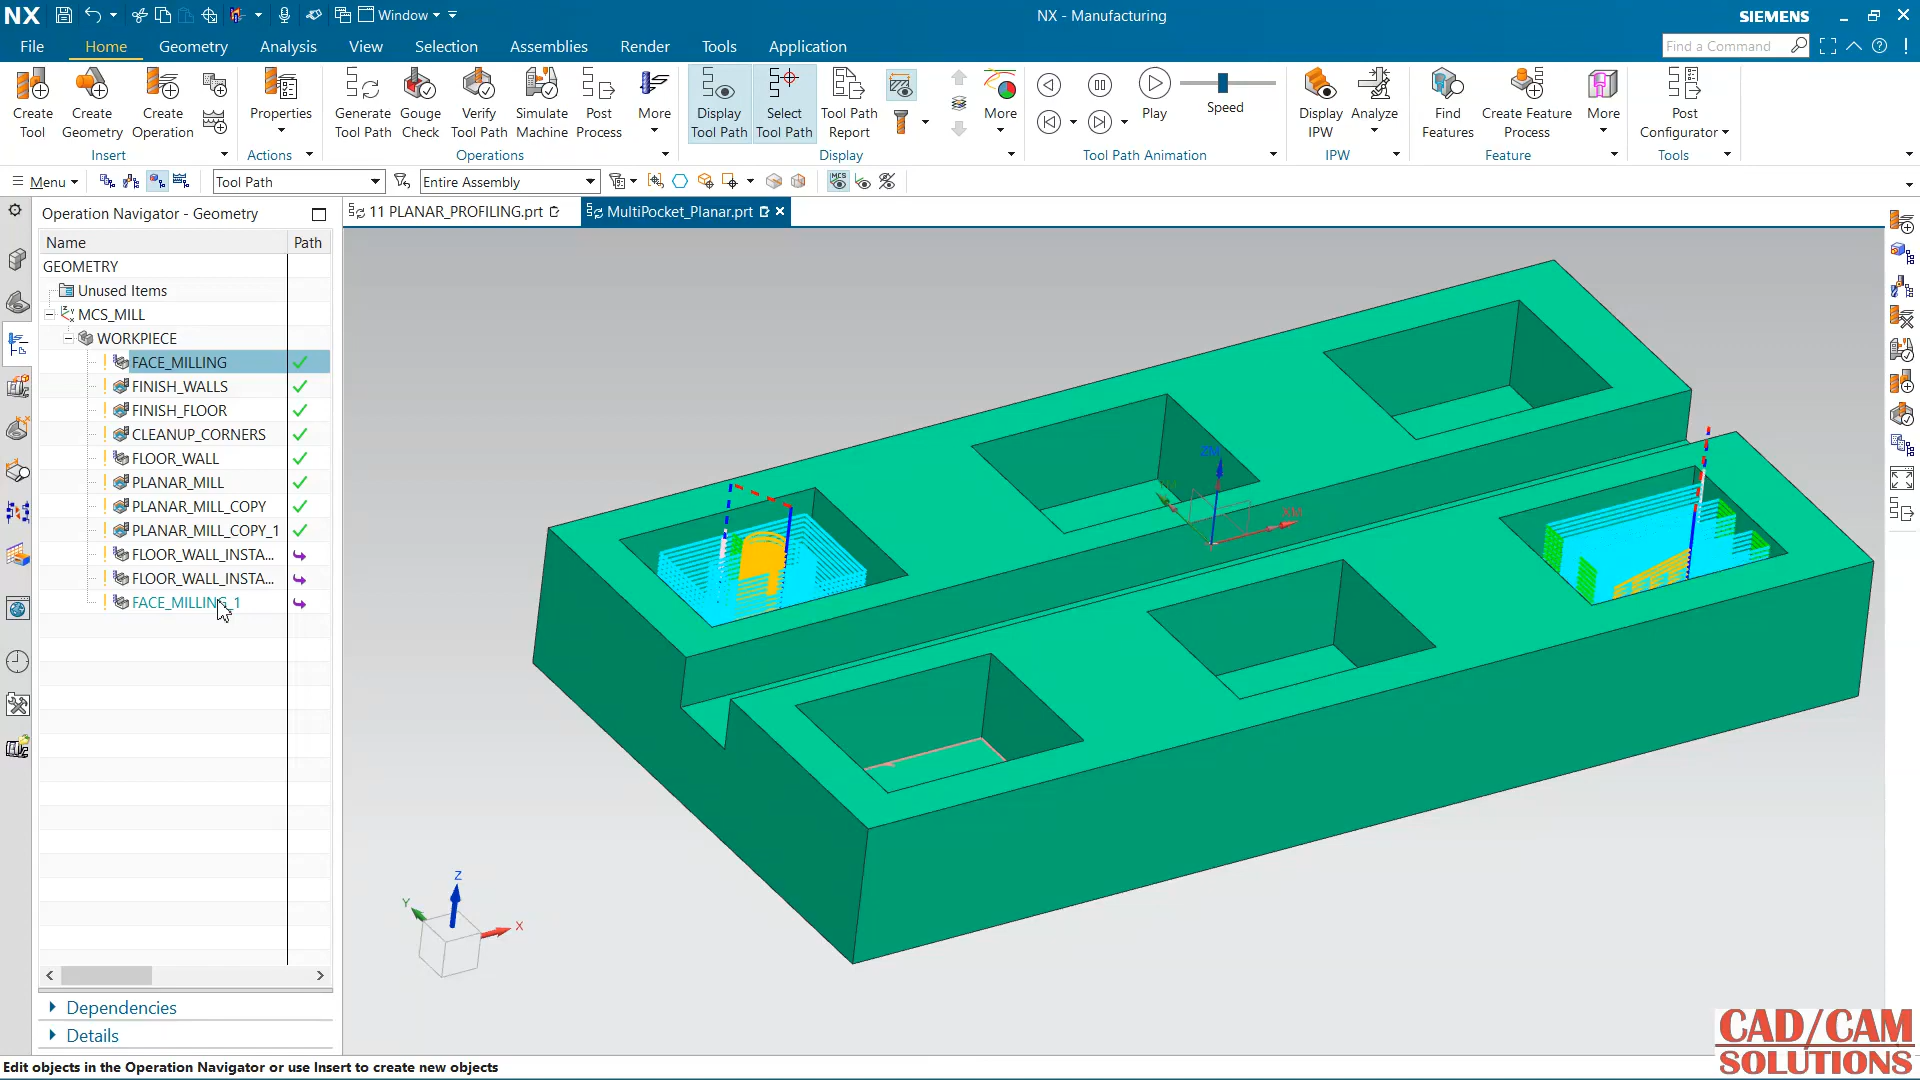 NX
Window
NX - Manufacturing
SIEMENS
File
Home
Geometry
Analysis
View
Selection
Assemblies
Render
Tools
Application
Find a Command
Create Tool
Create Geometry
Create Operation
Properties
Generate Tool Path
Gouge Check
Verify Tool Path
Simulate Machine
Post Process
More
Display Tool Path
Select Tool Path
Tool Path Report
More
Play
Speed
Display IPW
Analyze
Find Features
Create Feature Process
More
Post Configurator
Insert
Actions
Operations
Display
Tool Path Animation
IPW
Feature
Tools
Menu
Tool Path
Entire Assembly
MCS
Operation Navigator - Geometry
11 PLANAR_PROFILING.prt
MultiPocket_Planar.prt
Name
Path
GEOMETRY
Unused Items
MCS_MILL
WORKPIECE
FACE_MILLING
FINISH_WALLS
FINISH_FLOOR
CLEANUP_CORNERS
FLOOR_WALL
PLANAR_MILL
PLANAR_MILL_COPY
PLANAR_MILL_COPY_1
FLOOR_WALL_INSTA...
FLOOR_WALL_INSTA...
FACE_MILLING_1
ZM
XM
Z
Y
X
Dependencies
Details
Edit objects in the Operation Navigator or use Insert to create new objects
CAD/CAM
SOLUTIONS